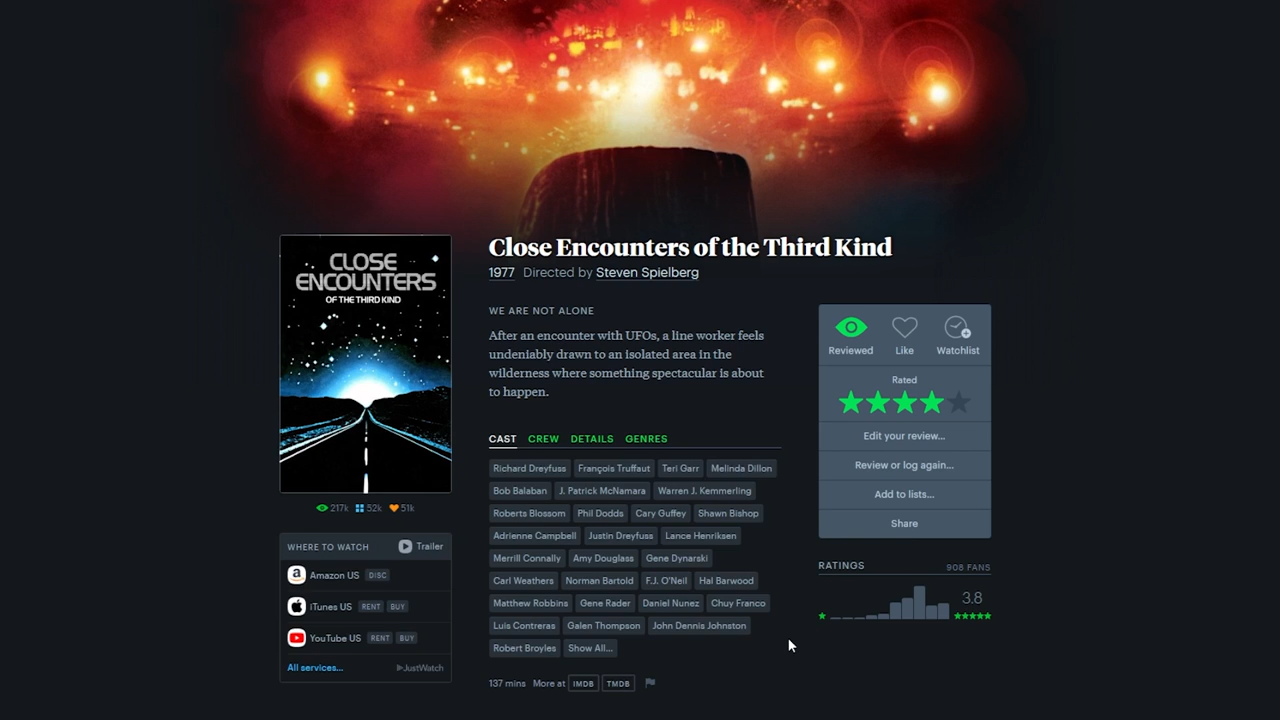 Close Encounters of the Third Kind
1977 Directed by Steven Spielberg
CLOSE
ENCOUNTERS
OF THE THIRD KIND
217k 52k 51k
WHERE TO WATCH Trailer
Amazon US DISC
iTunes US RENT BUY
YouTube US RENT BUY
All services... JustWatch
WE ARE NOT ALONE
After an encounter with UFOs, a line worker feels
undeniably drawn to an isolated area in the
wilderness where something spectacular is about
to happen.
CAST CREW DETAILS GENRES
Richard Dreyfuss François Truffaut Teri Garr Melinda Dillon
Bob Balaban J. Patrick McNamara Warren J. Kemmerling
Roberts Blossom Phil Dodds Cary Guffey Shawn Bishop
Adrienne Campbell Justin Dreyfuss Lance Henriksen
Merrill Connally Amy Douglass Gene Dynarski
Carl Weathers Norman Bartold F.J. O'Neil Hal Barwood
Matthew Robbins Gene Rader Daniel Nunez Chuy Franco
Luis Contreras Galen Thompson John Dennis Johnston
Robert Broyles Show All...
137 mins More at IMDB TMDB
Reviewed Like Watchlist
Rated
Edit your review...
Review or log again...
Add to lists...
Share
RATINGS 908 FANS
3.8